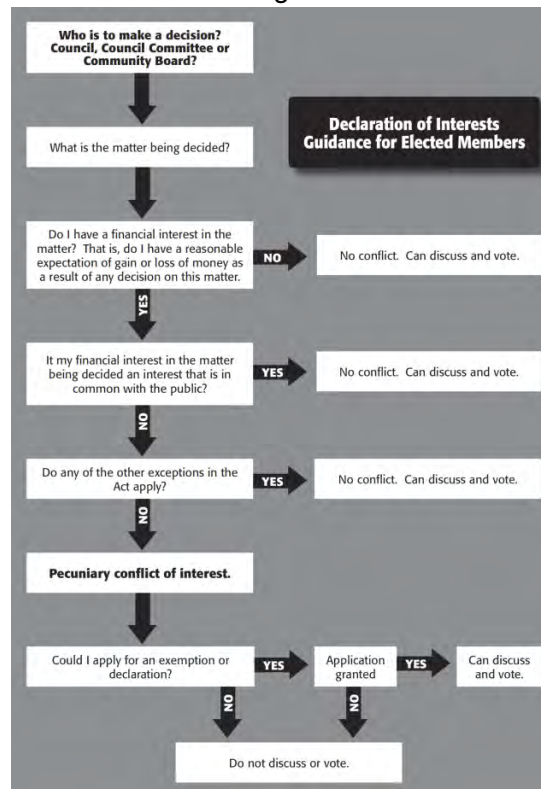 Who is to make a decision?
Council, Council Committee or
Community Board?
Declaration of Interests
Guidance for Elected Members
What is the matter being decided?
Do I have a financial interest in the
matter? That is, do I have a reasonable
expectation of gain or loss of money as
a result of any decision on this matter.
NO
No conflict. Can discuss and vote.
YES
It my financial interest in the matter
being decided an interest that is in
common with the public?
YES
No conflict. Can discuss and vote.
NO
Do any of the other exceptions in the
Act apply?
YES
No conflict. Can discuss and vote.
NO
Pecuniary conflict of interest.
Could I apply for an exemption or
declaration?
YES
Application
granted
YES
Can discuss
and vote.
NO
NO
Do not discuss or vote.